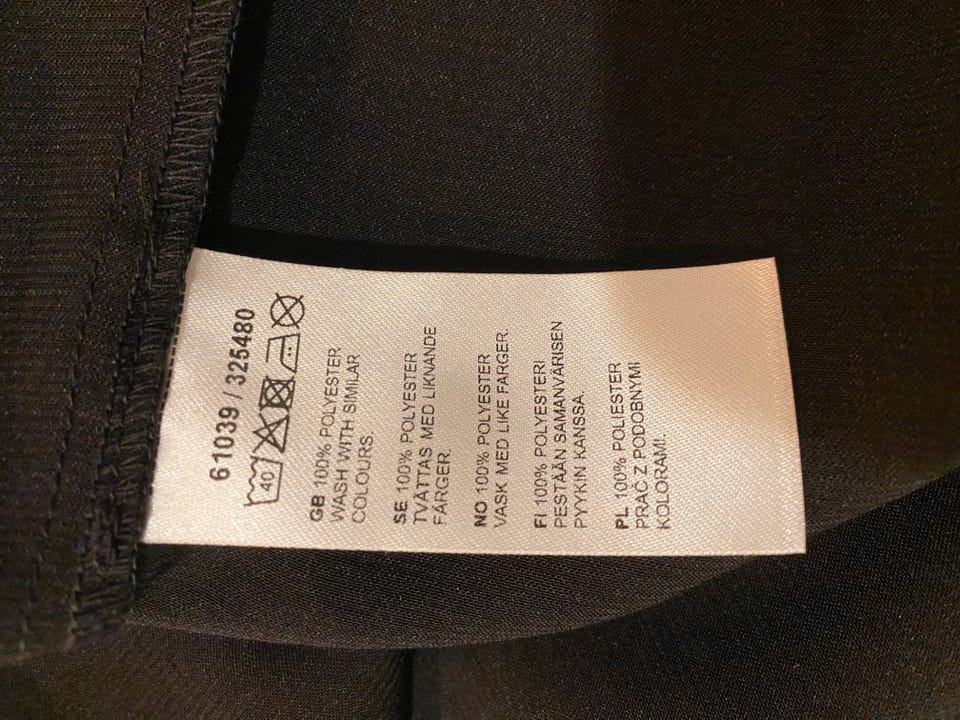 61039 / 325480
40
GB 100% POLYESTER
WASH WITH SIMILAR
COLOURS.
SE 100% POLYESTER
TVÄTTAS MED LIKNANDE
FÄRGER.
NO 100% POLYESTER
VASK MED LIKE FARGER.
FI 100% POLYESTERI
PESTÄÄN SAMANVÄRISEN
PYYKIN KANSSA.
PL 100% POLIESTER
PRAĆ Z PODOBNYMI
KOLORAMI.